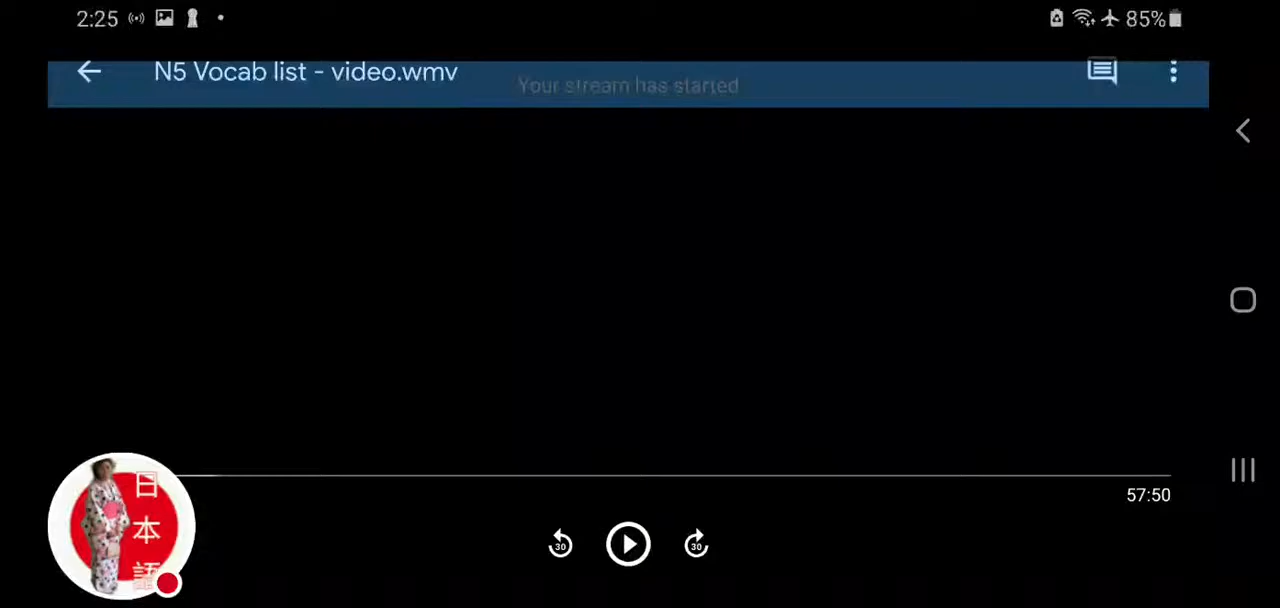 2:25
85%
N5 Vocab list - video.wmv
Your stream has started
日
本
語
57:50
30
30